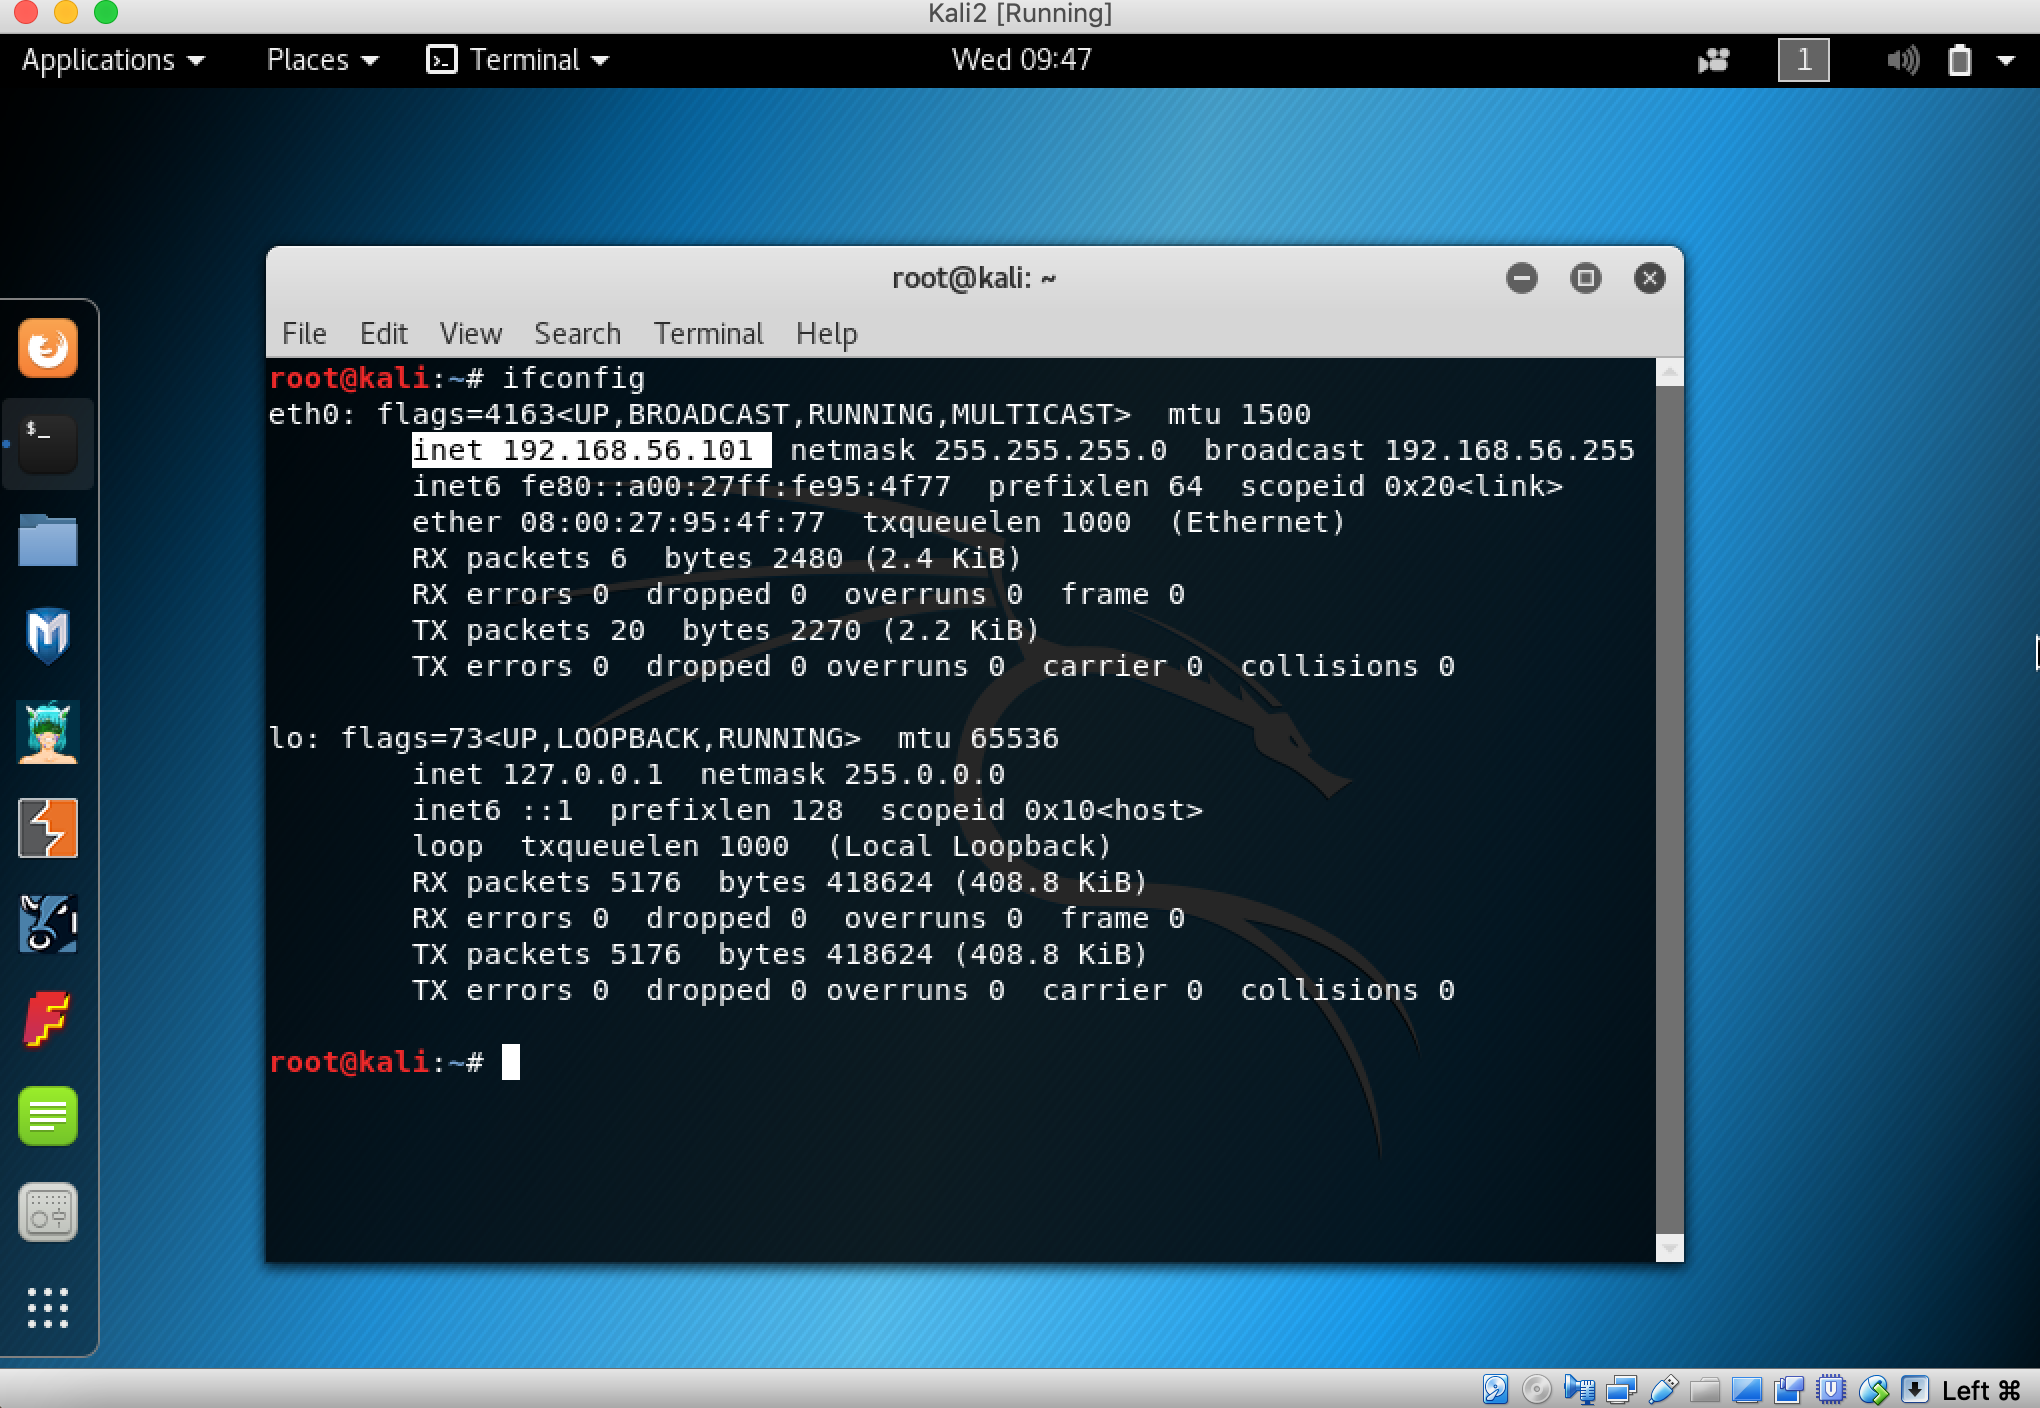 Kali2 [Running]
Applications Places Terminal Wed 09:47 1
root@kali: ~
File Edit View Search Terminal Help
root@kali:~# ifconfig
eth0: flags=4163<UP,BROADCAST,RUNNING,MULTICAST>  mtu 1500
        inet 192.168.56.101  netmask 255.255.255.0  broadcast 192.168.56.255
        inet6 fe80::a00:27ff:fe95:4f77  prefixlen 64  scopeid 0x20<link>
        ether 08:00:27:95:4f:77  txqueuelen 1000  (Ethernet)
        RX packets 6  bytes 2480 (2.4 KiB)
        RX errors 0  dropped 0  overruns 0  frame 0
        TX packets 20  bytes 2270 (2.2 KiB)
        TX errors 0  dropped 0 overruns 0  carrier 0  collisions 0
lo: flags=73<UP,LOOPBACK,RUNNING>  mtu 65536
        inet 127.0.0.1  netmask 255.0.0.0
        inet6 ::1  prefixlen 128  scopeid 0x10<host>
        loop  txqueuelen 1000  (Local Loopback)
        RX packets 5176  bytes 418624 (408.8 KiB)
        RX errors 0  dropped 0  overruns 0  frame 0
        TX packets 5176  bytes 418624 (408.8 KiB)
        TX errors 0  dropped 0 overruns 0  carrier 0  collisions 0
root@kali:~#
Left ⌘